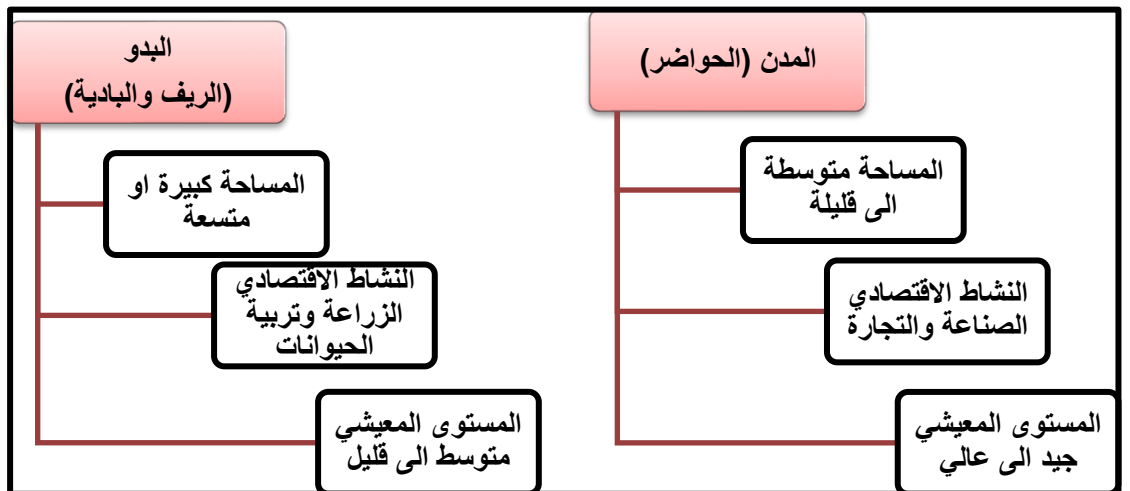 المدن (الحواضر)
المساحة متوسطة
الى قليلة
النشاط الاقتصادي
الصناعة والتجارة
المستوى المعيشي
جيد الى عالي
البدو
(الريف والبادية)
المساحة كبيرة او
متسعة
النشاط الاقتصادي
الزراعة وتربية
الحيوانات
المستوى المعيشي
متوسط الى قليل